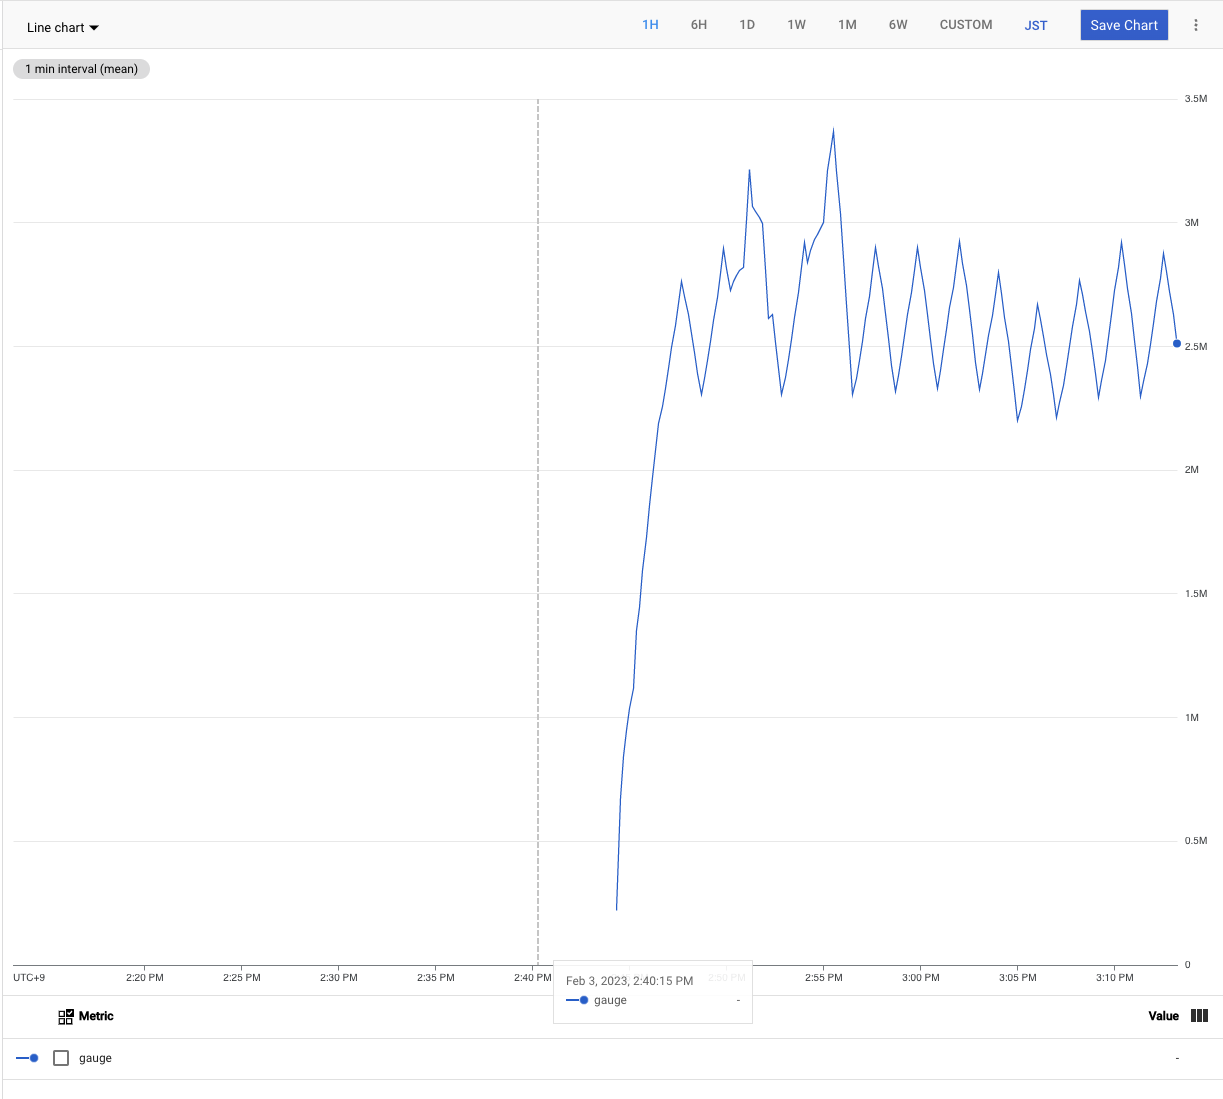 Line chart 1H 6H 1D 1W 1M 6W CUSTOM JST Save Chart
1 min interval (mean)
3.5M
3M
2.5M
2M
1.5M
1M
0.5M
0
UTC+9 2:20 PM 2:25 PM 2:30 PM 2:35 PM 2:40 PM 2:50 PM 2:55 PM 3:00 PM 3:05 PM 3:10 PM
Feb 3, 2023, 2:40:15 PM
gauge -
Metric Value
gauge -